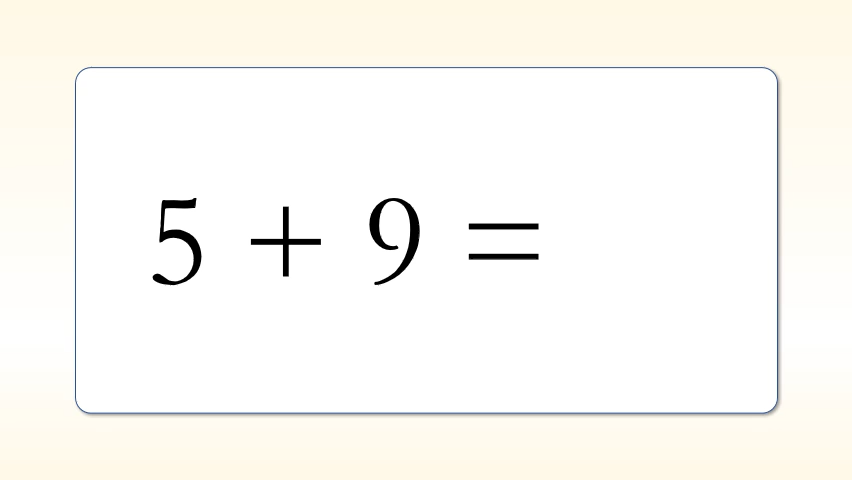 5 + 9 =